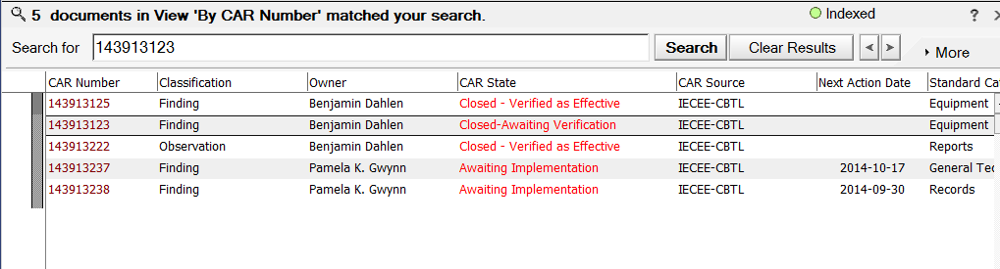 5 documents in View 'By CAR Number' matched your search. Indexed ?
Search for 143913123 Search Clear Results More
CAR Number Classification Owner CAR State CAR Source Next Action Date Standard Cat
143913125 Finding Benjamin Dahlen Closed - Verified as Effective IECEE-CBTL Equipment
143913123 Finding Benjamin Dahlen Closed-Awaiting Verification IECEE-CBTL Equipment
143913222 Observation Benjamin Dahlen Closed - Verified as Effective IECEE-CBTL Reports
143913237 Finding Pamela K. Gwynn Awaiting Implementation IECEE-CBTL 2014-10-17 General Tec
143913238 Finding Pamela K. Gwynn Awaiting Implementation IECEE-CBTL 2014-09-30 Records